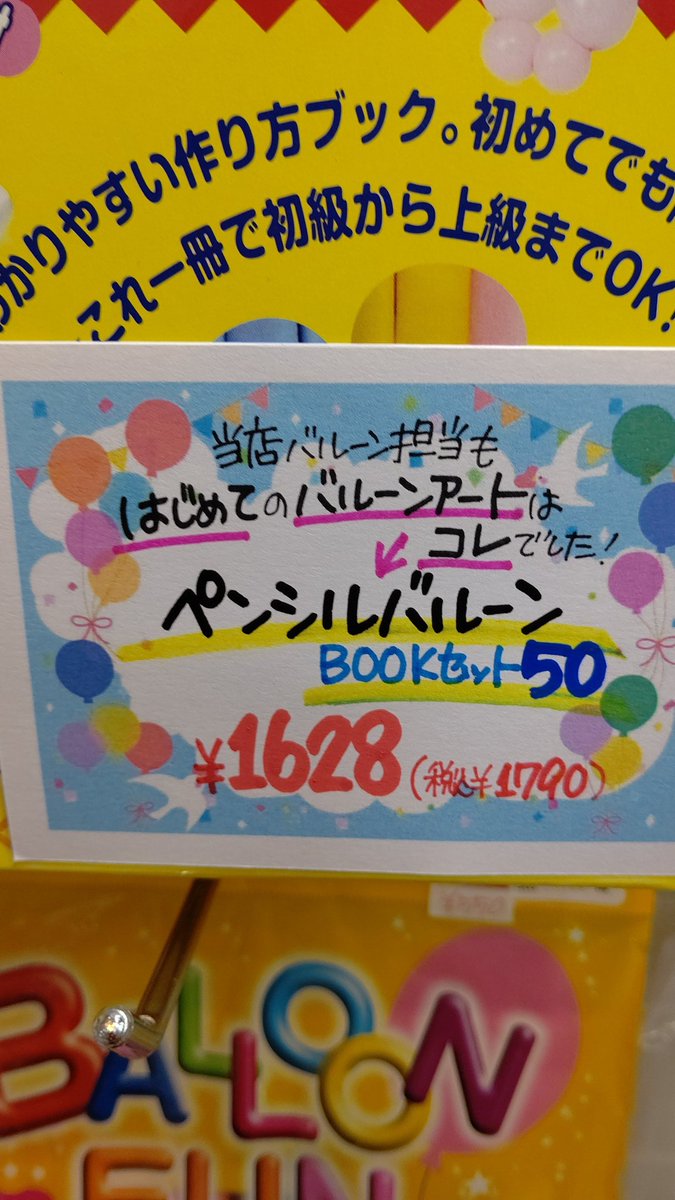 かりやすい作り方ブック。初めてでも
これ一冊で初級から上級までOK!
当店バルーン担当も
はじめてのバルーンアートは
コレでした!
ペンシルバルーン
BOOKセット50
¥1628(税込¥1790)
BALLOON
FUN